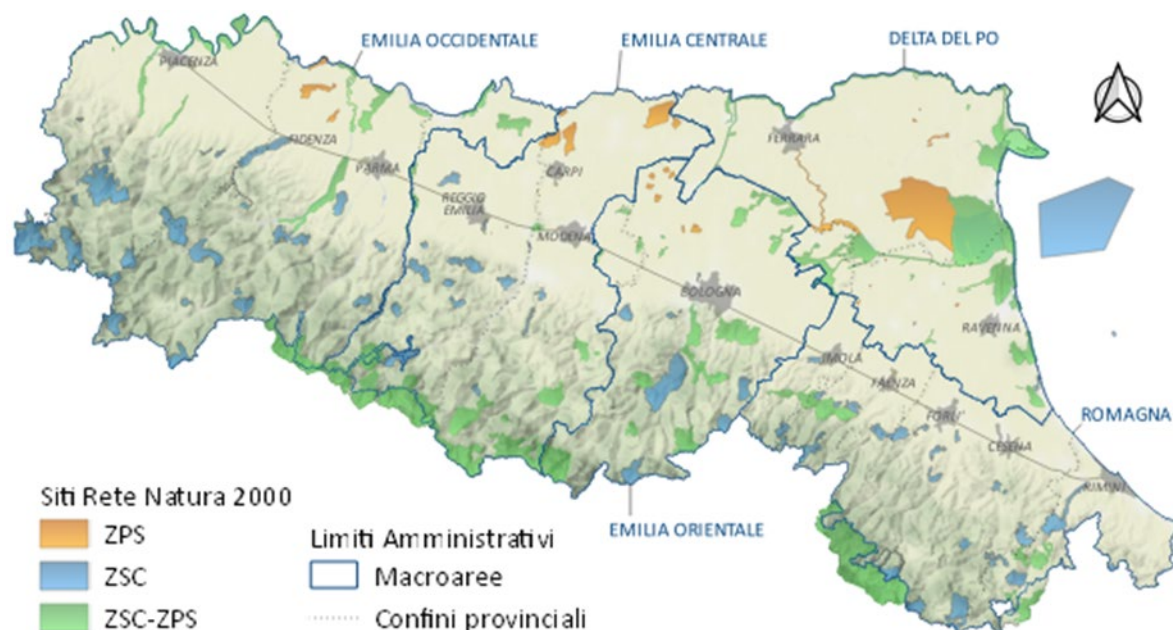 EMILIA OCCIDENTALE
EMILIA CENTRALE
DELTA DEL PO
PIACENZA
FIDENZA
PARMA
REGGIO
EMILIA
CARPI
MODENA
FERRARA
BOLOGNA
RAVENNA
IMOLA
FAENZA
FORLI'
CESENA
ROMAGNA
RIMINI
EMILIA ORIENTALE
Siti Rete Natura 2000
ZPS
ZSC
ZSC-ZPS
Limiti Amministrativi
Macroaree
Confini provinciali